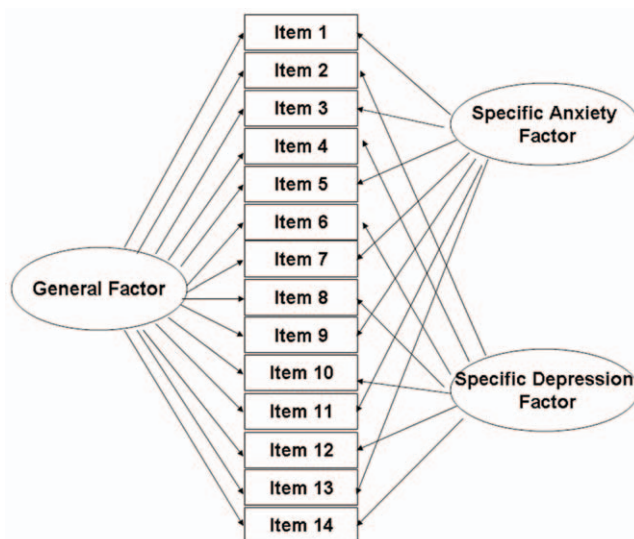 Item 1
Item 2
Item 3
Item 4
Item 5
Item 6
Item 7
Item 8
Item 9
Item 10
Item 11
Item 12
Item 13
Item 14
General Factor
Specific Anxiety
Factor
Specific Depression
Factor